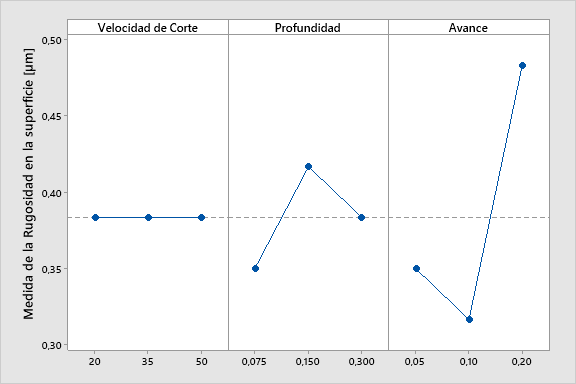 Velocidad de Corte Profundidad Avance
Medida de la Rugosidad en la superficie [µm]
0,50
0,45
0,40
0,35
0,30
20 35 50 0,075 0,150 0,300 0,05 0,10 0,20